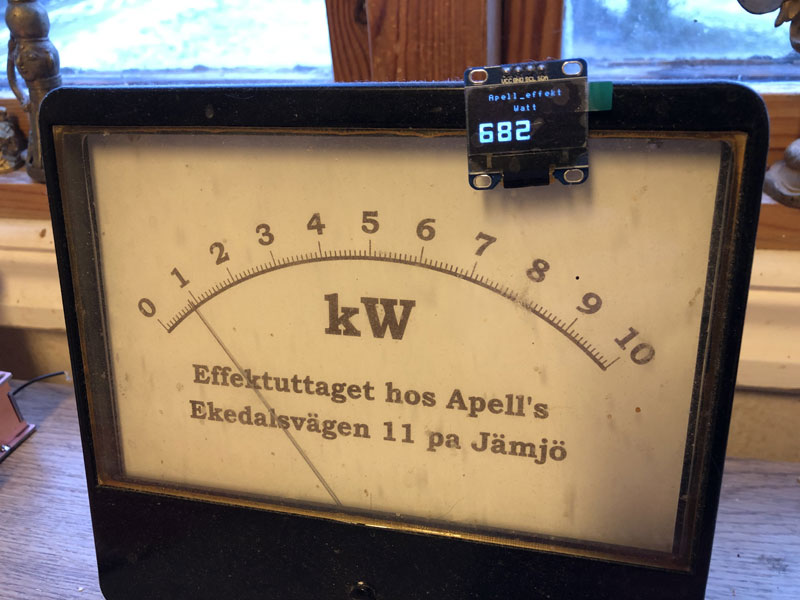 VCC GND SCL SDA
Apell_effekt
Watt
682
0 1 2 3 4 5 6 7 8 9 10
kW
Effektuttaget hos Apell's
Ekedalsvägen 11 pa Jämjö